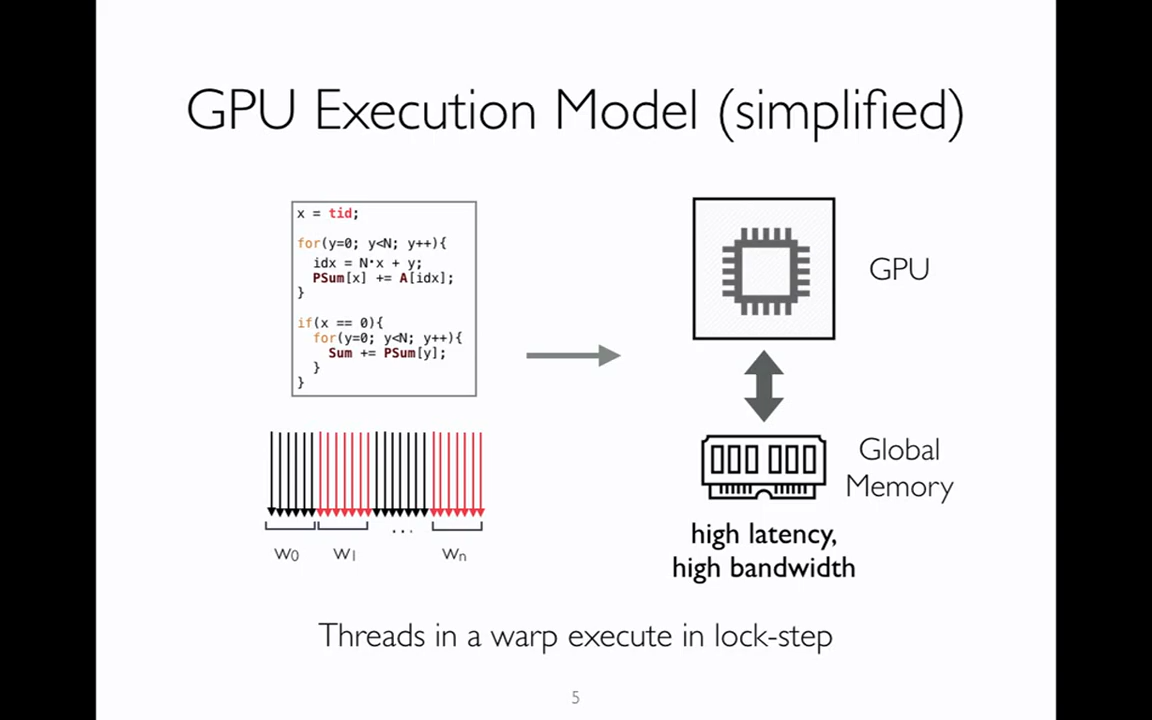 GPU Execution Model (simplified)
x = tid;
for(y=0; y<N; y++){
idx = N*x + y;
PSum[x] += A[idx];
}
if(x == 0){
for(y=0; y<N; y++){
Sum += PSum[y];
}
}
w0 w1 ... wn
GPU
Global
Memory
high latency,
high bandwidth
Threads in a warp execute in lock-step
5